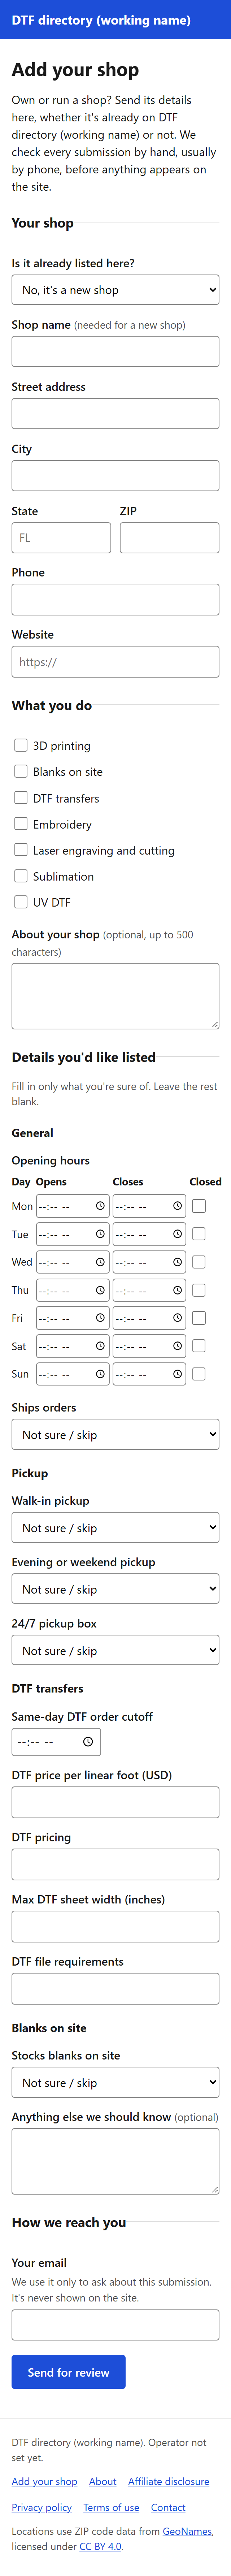 DTF directory (working name)
Add your shop
Own or run a shop? Send its details
here, whether it's already on DTF
directory (working name) or not. We
check every submission by hand, usually
by phone, before anything appears on
the site.
Your shop
Is it already listed here?
No, it's a new shop
Shop name (needed for a new shop)
Street address
City
State ZIP
FL
Phone
Website
https://
What you do
3D printing
Blanks on site
DTF transfers
Embroidery
Laser engraving and cutting
Sublimation
UV DTF
About your shop (optional, up to 500
characters)
Details you'd like listed
Fill in only what you're sure of. Leave the rest
blank.
General
Opening hours
Day Opens Closes Closed
Mon --:-- -- --:-- --
Tue --:-- -- --:-- --
Wed --:-- -- --:-- --
Thu --:-- -- --:-- --
Fri --:-- -- --:-- --
Sat --:-- -- --:-- --
Sun --:-- -- --:-- --
Ships orders
Not sure / skip
Pickup
Walk-in pickup
Not sure / skip
Evening or weekend pickup
Not sure / skip
24/7 pickup box
Not sure / skip
DTF transfers
Same-day DTF order cutoff
--:-- --
DTF price per linear foot (USD)
DTF pricing
Max DTF sheet width (inches)
DTF file requirements
Blanks on site
Stocks blanks on site
Not sure / skip
Anything else we should know (optional)
How we reach you
Your email
We use it only to ask about this submission.
It's never shown on the site.
Send for review
DTF directory (working name). Operator not
set yet.
Add your shop About Affiliate disclosure
Privacy policy Terms of use Contact
Locations use ZIP code data from GeoNames,
licensed under CC BY 4.0.